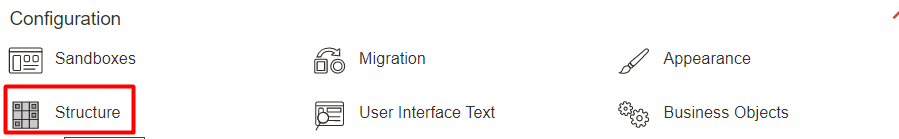 Configuration
Sandboxes
Migration
Appearance
Structure
User Interface Text
Business Objects